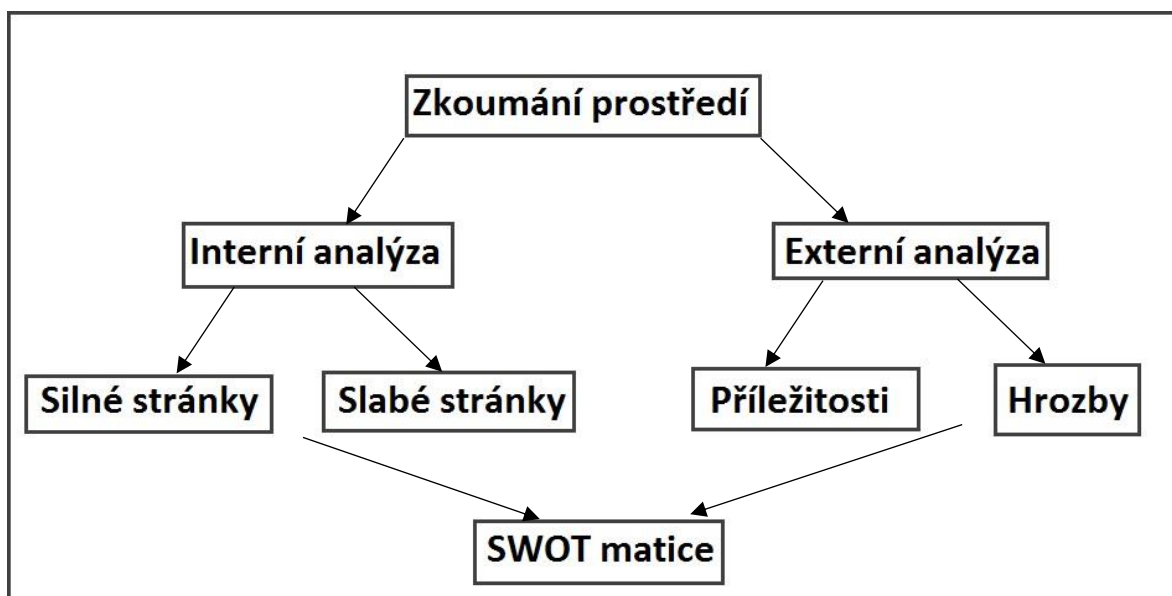 Zkoumání prostředí
Interní analýza
Externí analýza
Silné stránky
Slabé stránky
Příležitosti
Hrozby
SWOT matice